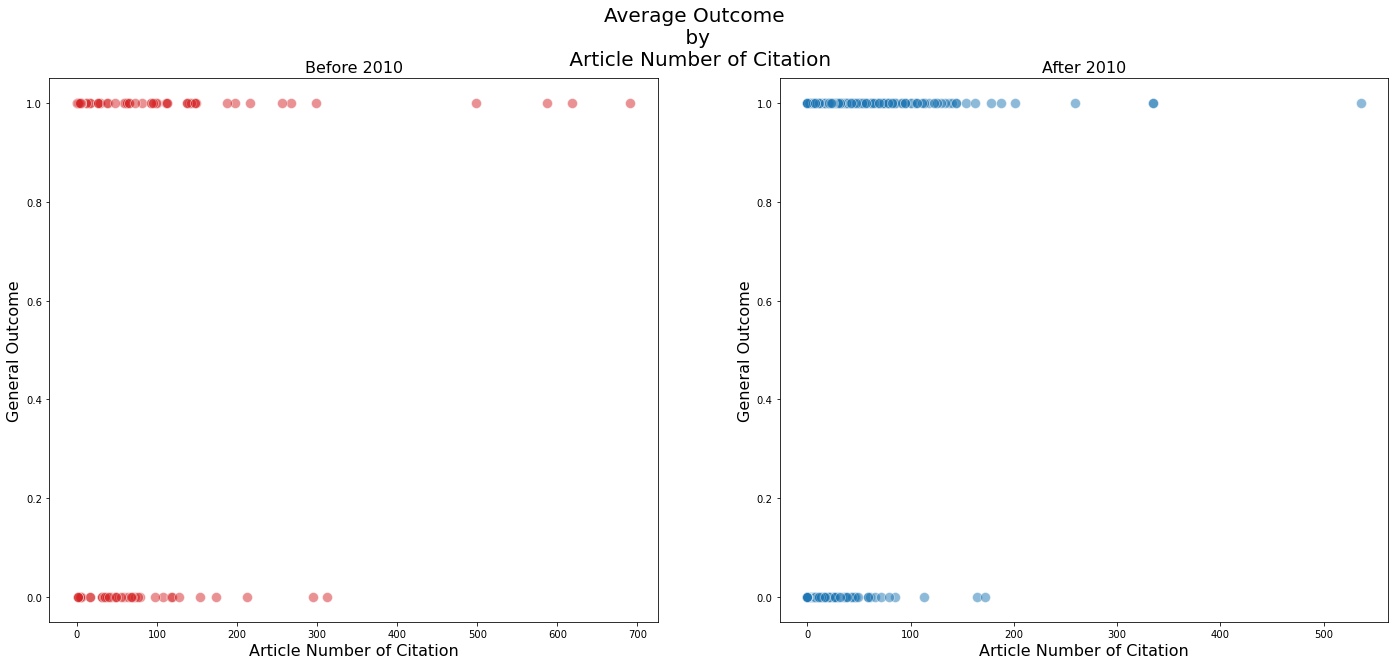 Average Outcome
by
Article Number of Citation
Before 2010
1.0
0.8
0.6
0.4
0.2
0.0
General Outcome
0
100
200
300
400
500
600
700
Article Number of Citation
After 2010
1.0
0.8
0.6
0.4
0.2
0.0
General Outcome
0
100
200
300
400
500
Article Number of Citation